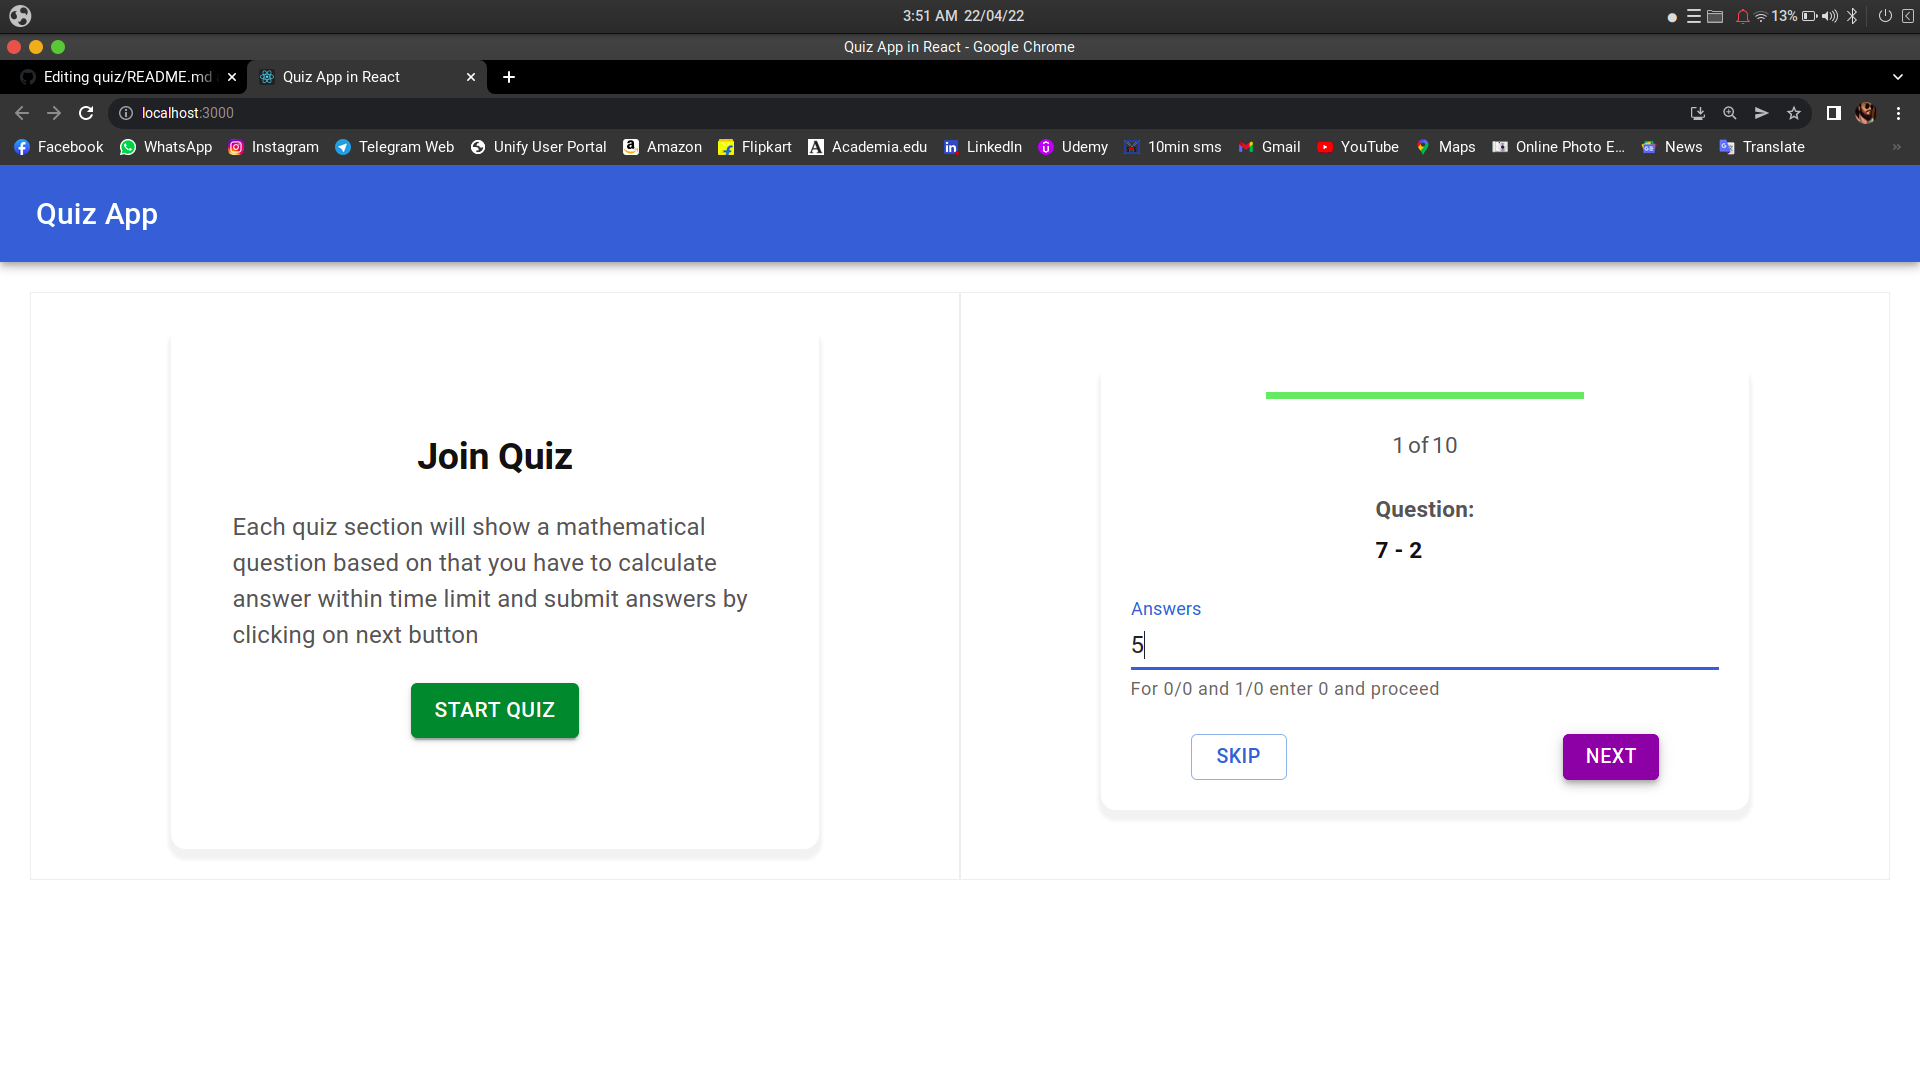 3:51 AM 22/04/22
13%
Quiz App in React - Google Chrome
Editing quiz/README.md
Quiz App in React
localhost:3000
Facebook WhatsApp Instagram Telegram Web Unify User Portal Amazon Flipkart Academia.edu LinkedIn Udemy 10min sms Gmail YouTube Maps Online Photo E... News Translate
Quiz App
Join Quiz
Each quiz section will show a mathematical
question based on that you have to calculate
answer within time limit and submit answers by
clicking on next button
START QUIZ
1 of 10
Question:
7 - 2
Answers
5
For 0/0 and 1/0 enter 0 and proceed
SKIP
NEXT